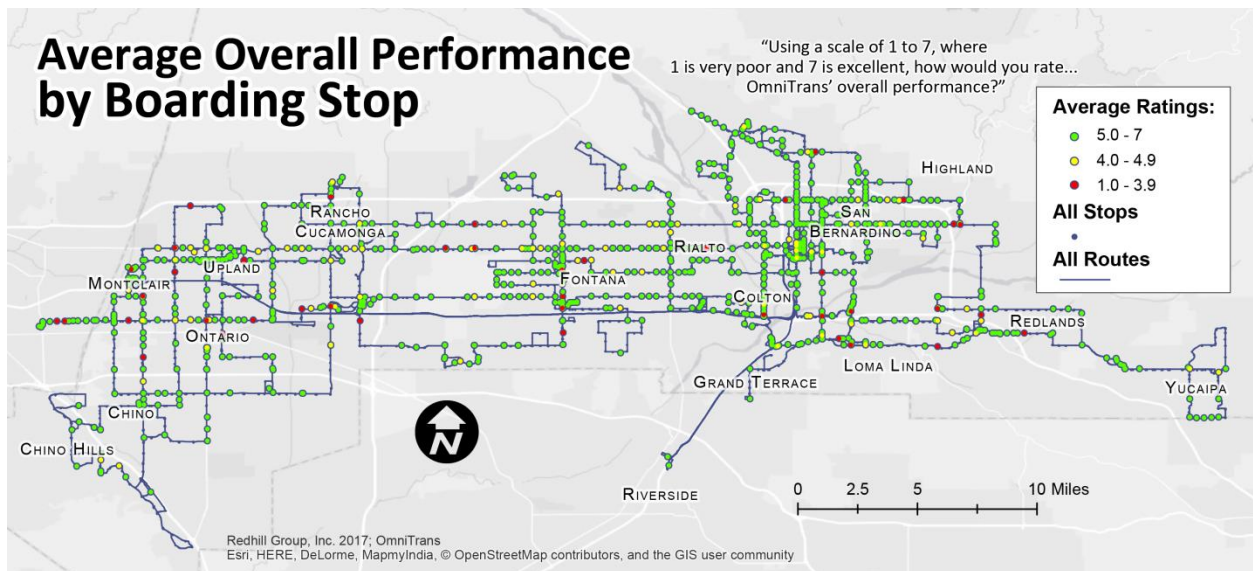 Average Overall Performance
by Boarding Stop
“Using a scale of 1 to 7, where
1 is very poor and 7 is excellent, how would you rate...
OmniTrans’ overall performance?”
Average Ratings:
5.0 - 7
4.0 - 4.9
1.0 - 3.9
All Stops
All Routes
HIGHLAND
RANCHO
CUCAMONGA
SAN
BERNARDINO
RIALTO
UPLAND
MONTCLAIR
FONTANA
COLTON
ONTARIO
REDLANDS
LOMA LINDA
GRAND TERRACE
YUCAIPA
CHINO
CHINO HILLS
N
RIVERSIDE
0 2.5 5 10 Miles
Redhill Group, Inc. 2017; OmniTrans
Esri, HERE, DeLorme, MapmyIndia, © OpenStreetMap contributors, and the GIS user community